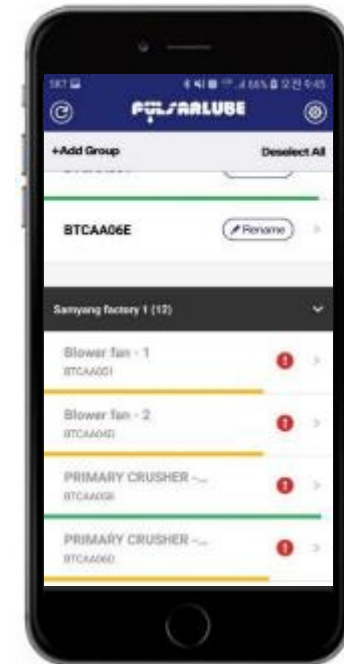 PULSARLUBE
+Add Group Deselect All
BTCAA06E Rename
Samyang factory 1 (12)
Blower fan - 1
Blower fan - 2
PRIMARY CRUSHER -...
PRIMARY CRUSHER -...